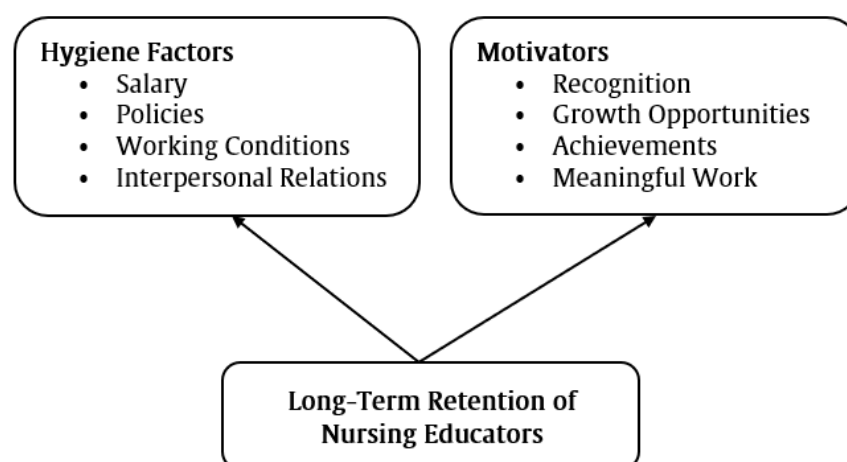 Hygiene Factors
• Salary
• Policies
• Working Conditions
• Interpersonal Relations
Motivators
• Recognition
• Growth Opportunities
• Achievements
• Meaningful Work
Long-Term Retention of
Nursing Educators